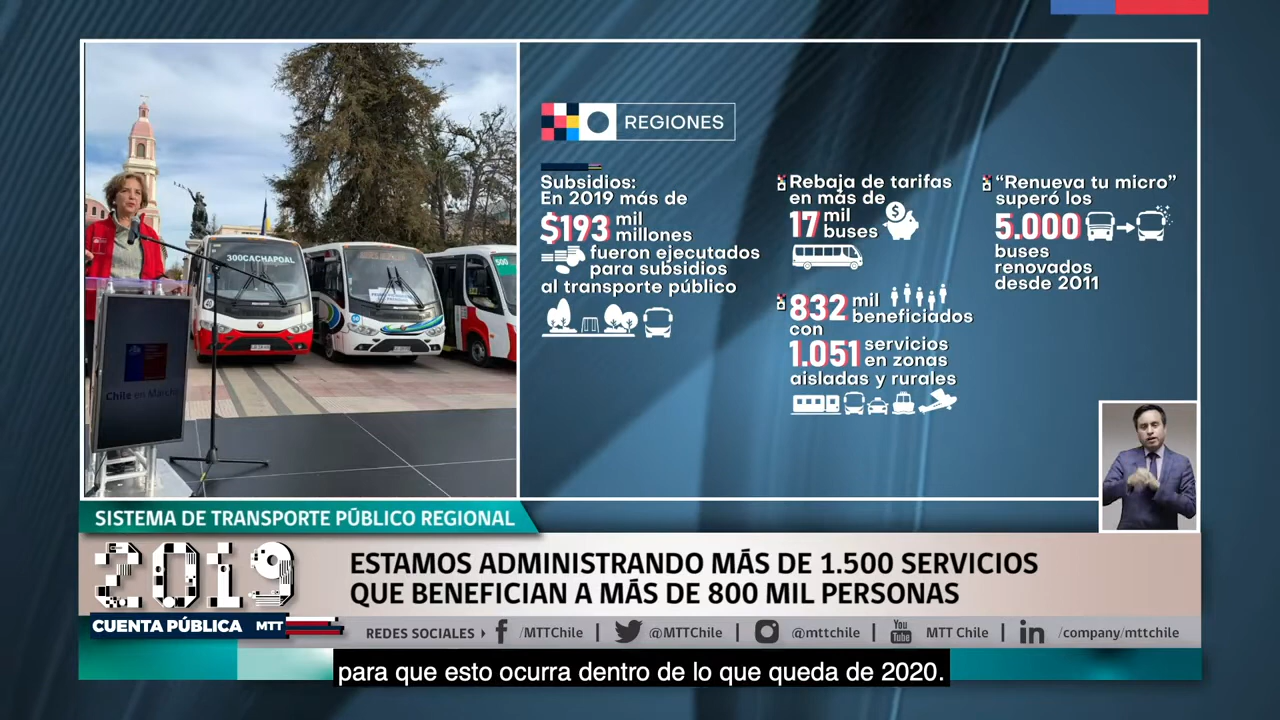 REGIONES
Subsidios:
En 2019 más de
$193 mil
millones
fueron ejecutados
para subsidios
al transporte público
Rebaja de tarifas
en más de
17 mil
buses
832 mil
beneficiados
con
1.051 servicios
en zonas
aisladas y rurales
“Renueva tu micro”
superó los
5.000
buses
renovados
desde 2011
300CACHAPOAL
500
Chile en Marcha
SISTEMA DE TRANSPORTE PÚBLICO REGIONAL
2019
CUENTA PÚBLICA MTT
ESTAMOS ADMINISTRANDO MÁS DE 1.500 SERVICIOS
QUE BENEFICIAN A MÁS DE 800 MIL PERSONAS
REDES SOCIALES /MTTChile | @MTTChile | @mttchile | You Tube MTT Chile | in /company/mttchile
para que esto ocurra dentro de lo que queda de 2020.